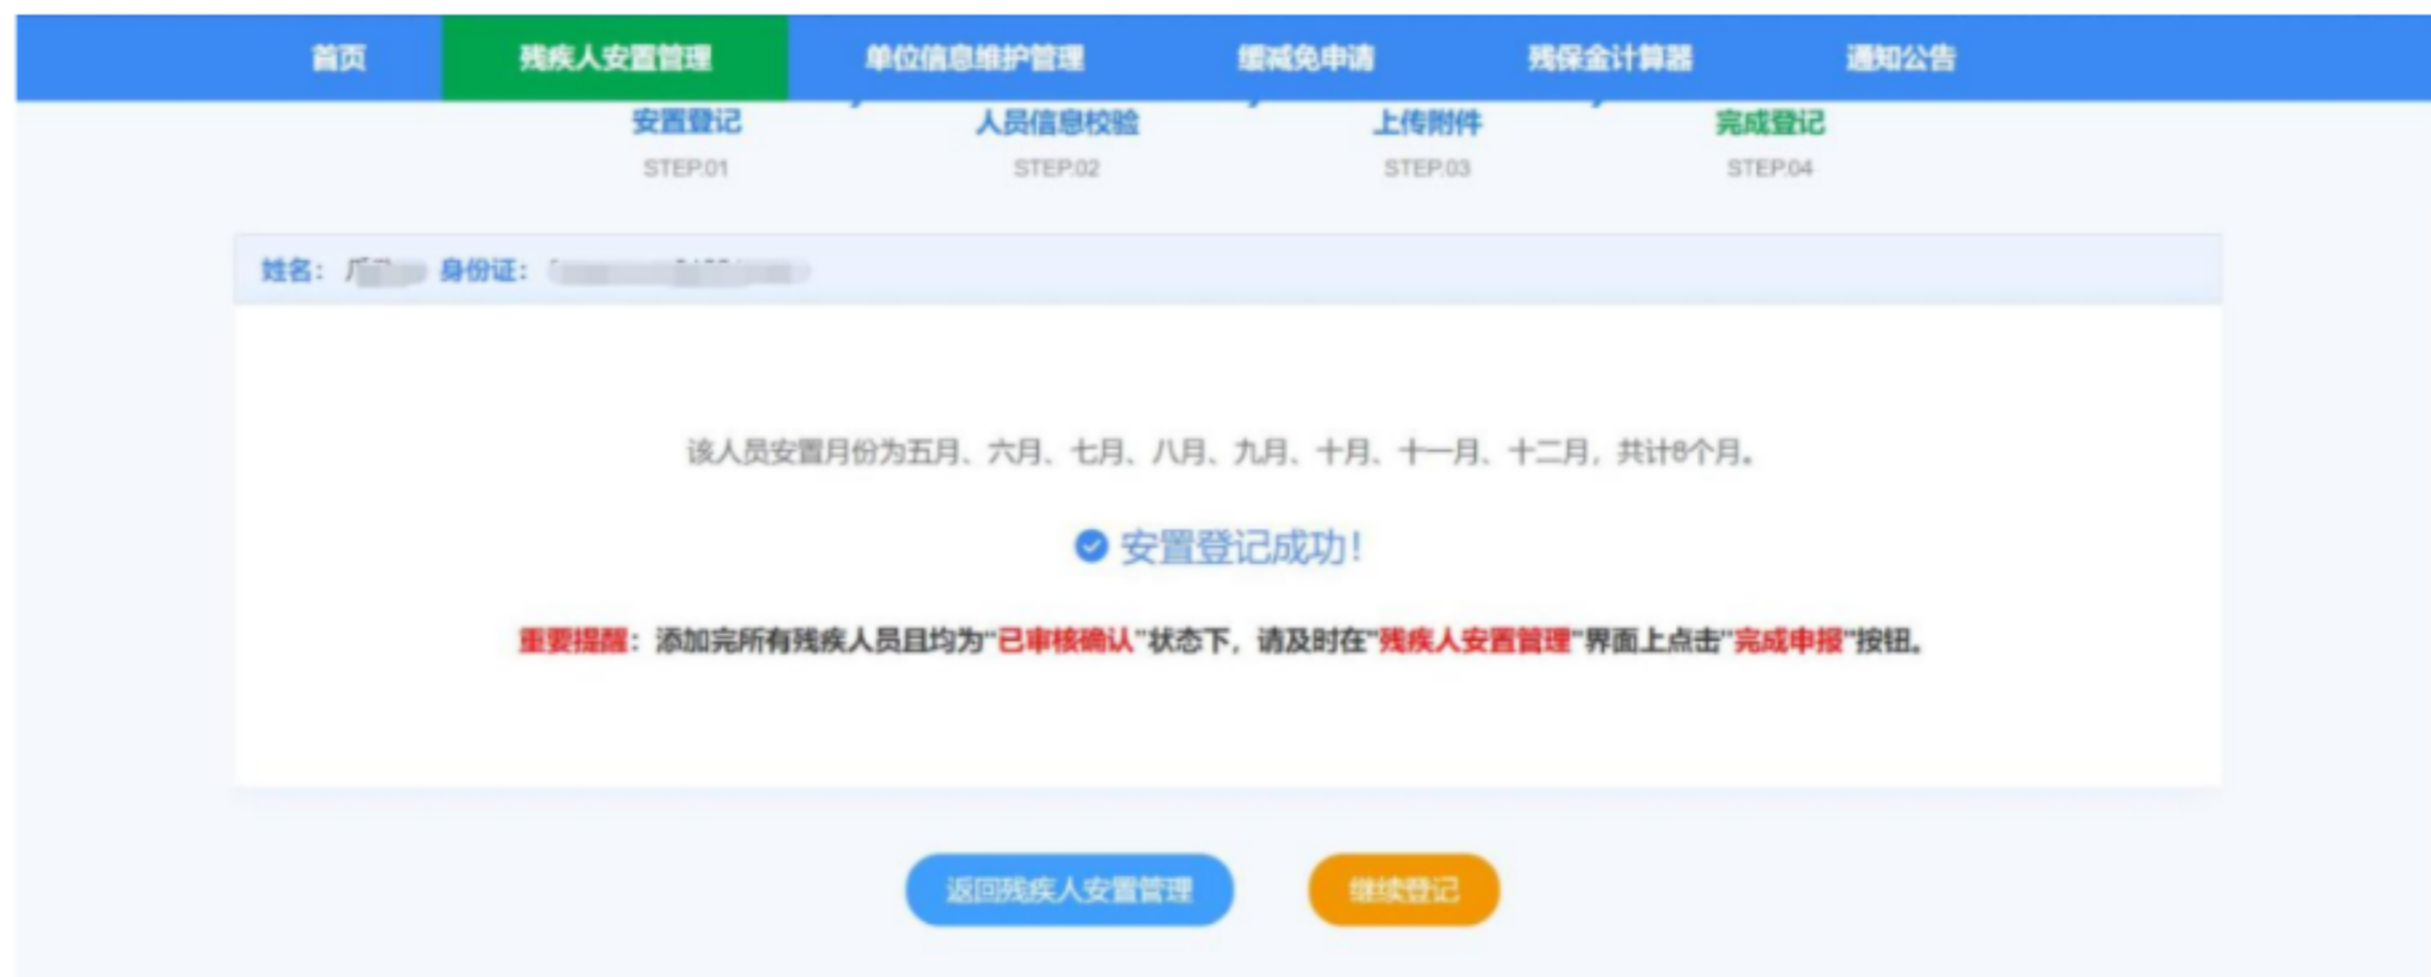 首页 残疾人安置管理 单位信息维护管理 缓减免申请 残保金计算器 通知公告
安置登记 人员信息校验 上传附件 完成登记
STEP.01 STEP.02 STEP.03 STEP.04
姓名： 身份证：
该人员安置月份为五月、六月、七月、八月、九月、十月、十一月、十二月，共计8个月。
安置登记成功！
重要提醒：添加完所有残疾人员且均为"已审核确认"状态下，请及时在"残疾人安置管理"界面上点击"完成申报"按钮。
返回残疾人安置管理 继续登记